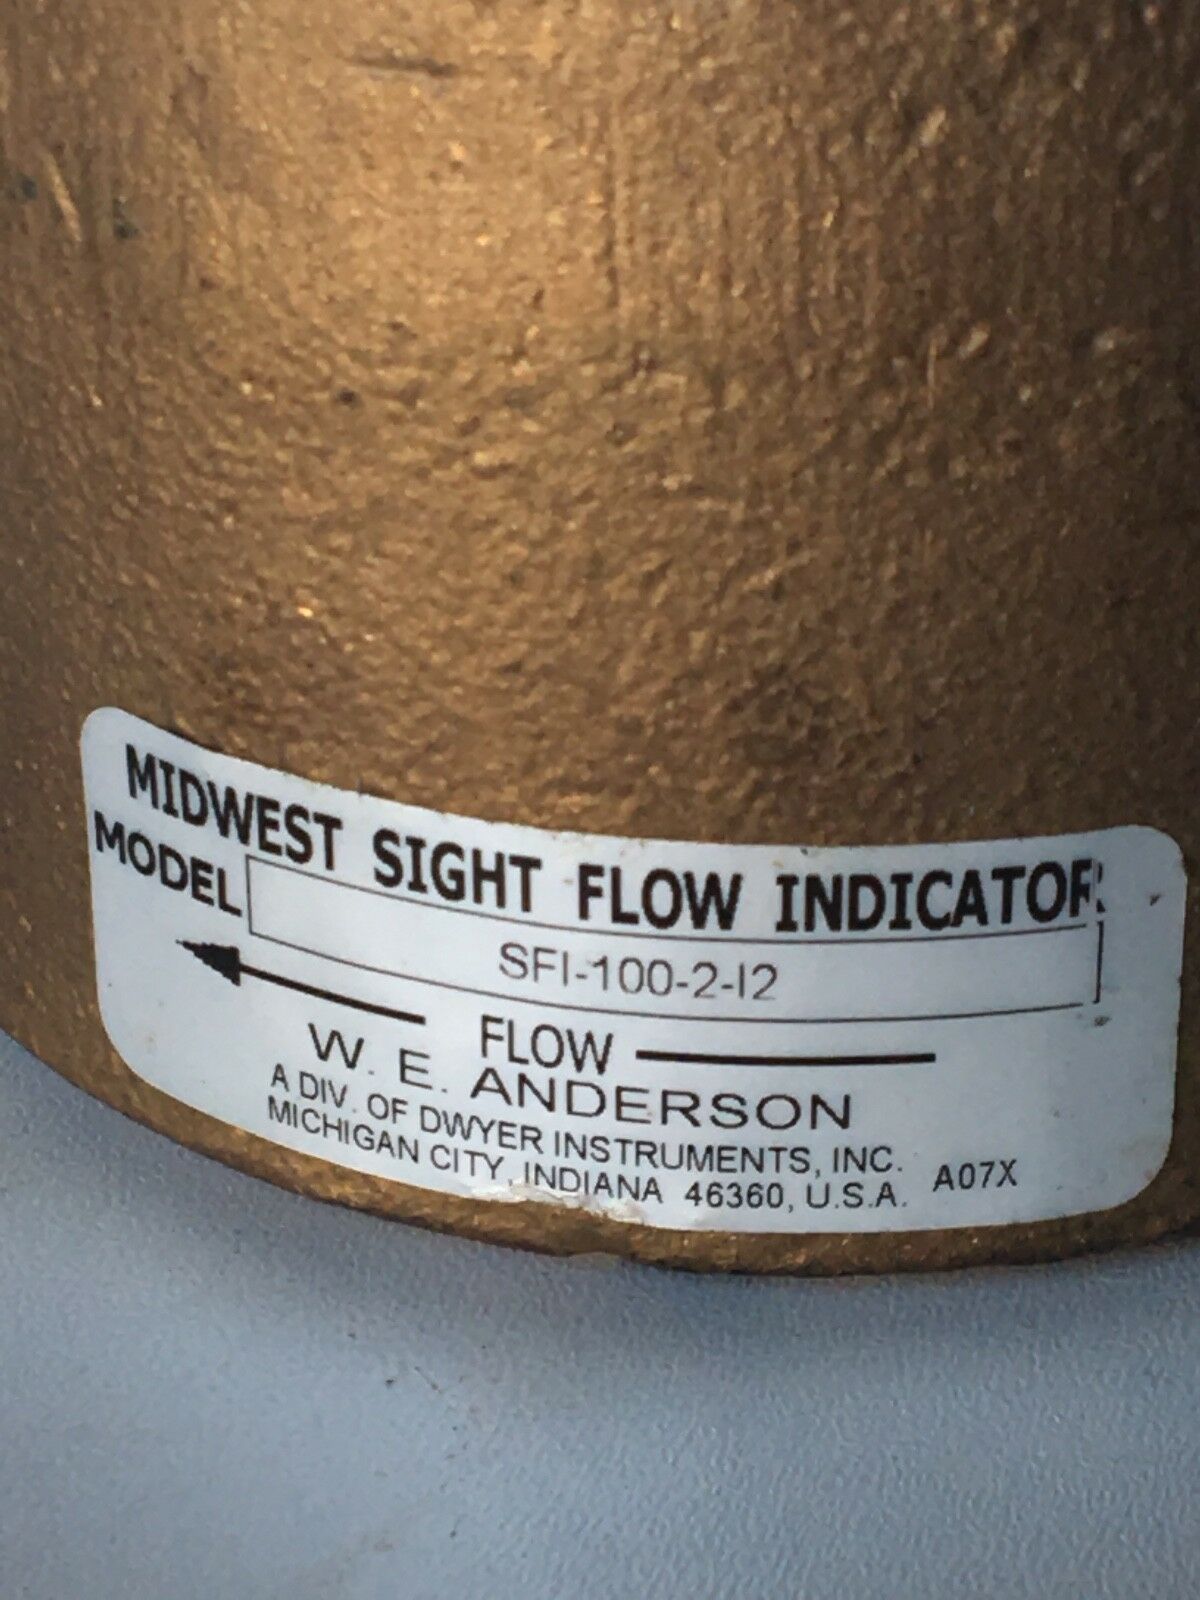 MIDWEST SIGHT FLOW INDICATOR
MODEL SFI-100-2-I2
FLOW
W. E. ANDERSON
A DIV. OF DWYER INSTRUMENTS, INC.
MICHIGAN CITY, INDIANA 46360, U.S.A. A07X